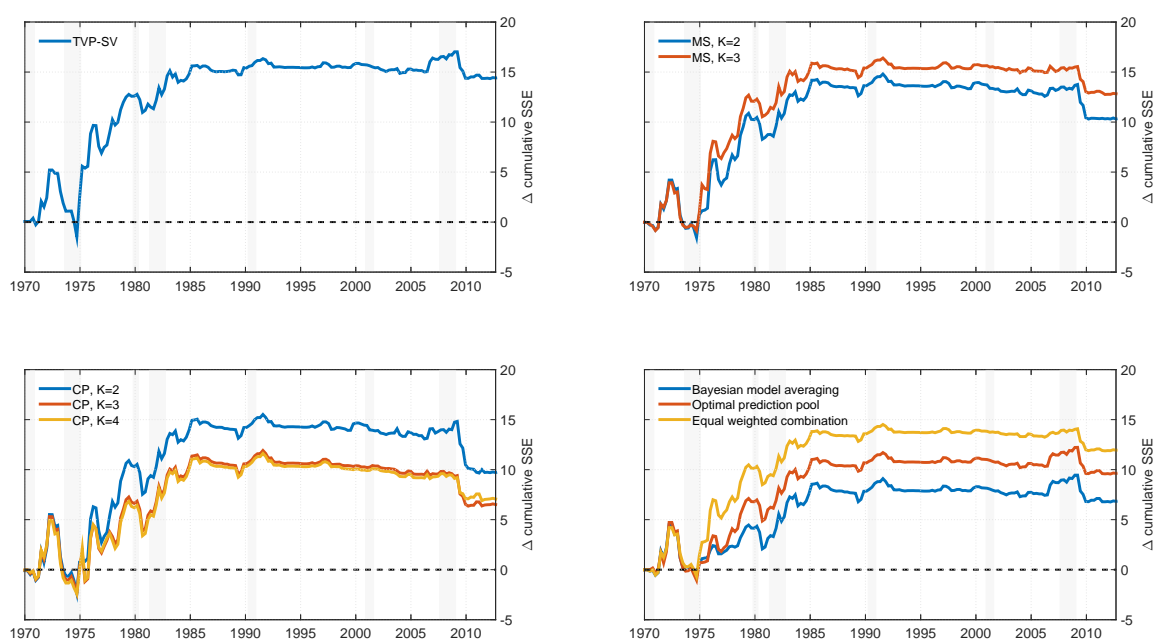 20
TVP-SV
15
10
5
0
-5
Δ cumulative SSE
1970 1975 1980 1985 1990 1995 2000 2005 2010
20
MS, K=2
MS, K=3
15
10
5
0
-5
Δ cumulative SSE
1970 1975 1980 1985 1990 1995 2000 2005 2010
20
CP, K=2
CP, K=3
CP, K=4
15
10
5
0
-5
Δ cumulative SSE
1970 1975 1980 1985 1990 1995 2000 2005 2010
20
Bayesian model averaging
Optimal prediction pool
Equal weighted combination
15
10
5
0
-5
Δ cumulative SSE
1970 1975 1980 1985 1990 1995 2000 2005 2010